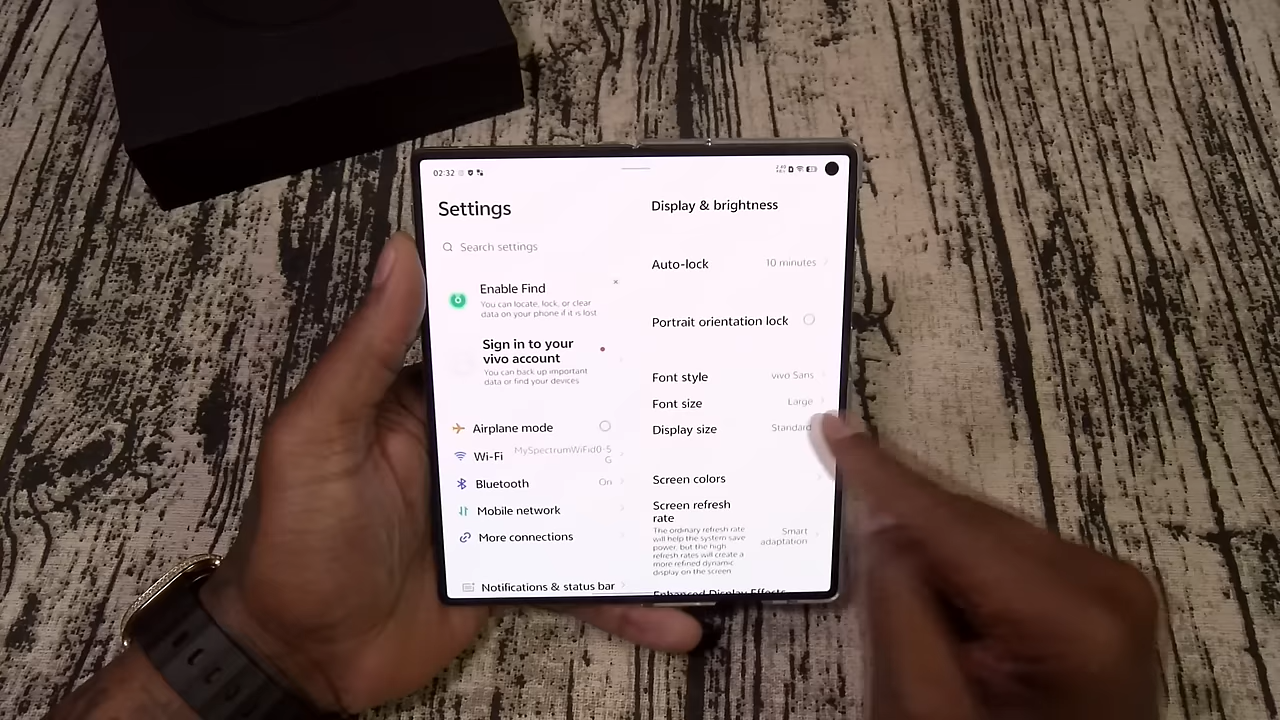 02:32
Settings
Search settings
Enable Find
You can locate, lock, or clear
data on your phone if it is lost
Sign in to your
vivo account
You can back up important
data or find your devices
Airplane mode
Wi-Fi
MySpectrumWiFid0-5
G
Bluetooth
On
Mobile network
More connections
Notifications & status bar
Display & brightness
Auto-lock
10 minutes
Portrait orientation lock
Font style
vivo Sans
Font size
Large
Display size
Standard
Screen colors
Screen refresh
rate
The ordinary refresh rate
will help the system save
power, but the high
refresh rates will create a
more refined dynamic
display on the screen
Smart
adaptation
Enhanced Display Effects